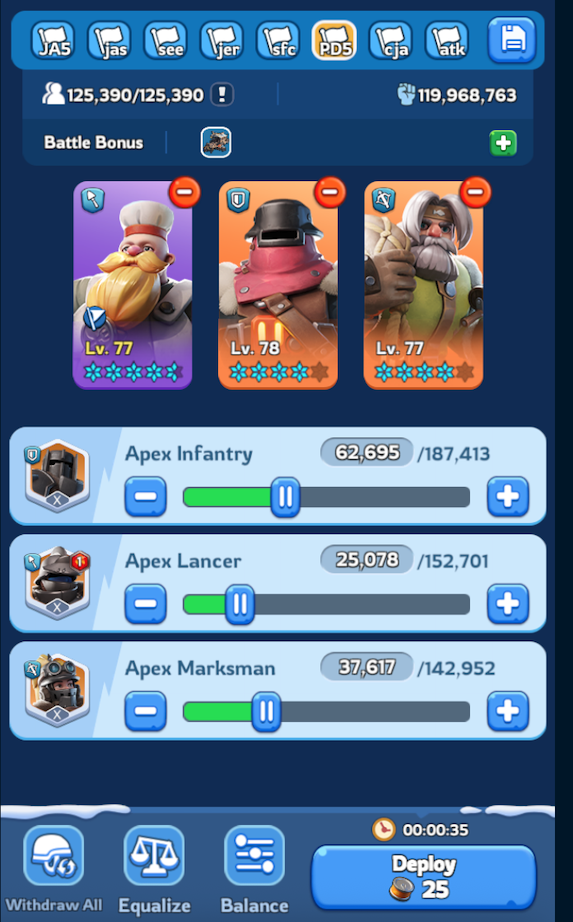 JA5 jas see jer sfc PD5 cja atk
125,390/125,390 ! 119,968,763
Battle Bonus
Lv. 77 Lv. 78 Lv. 77
Apex Infantry 62,695 /187,413
X
Apex Lancer 25,078 /152,701
X
Apex Marksman 37,617 /142,952
X
00:00:35
Deploy
25
Withdraw All Equalize Balance